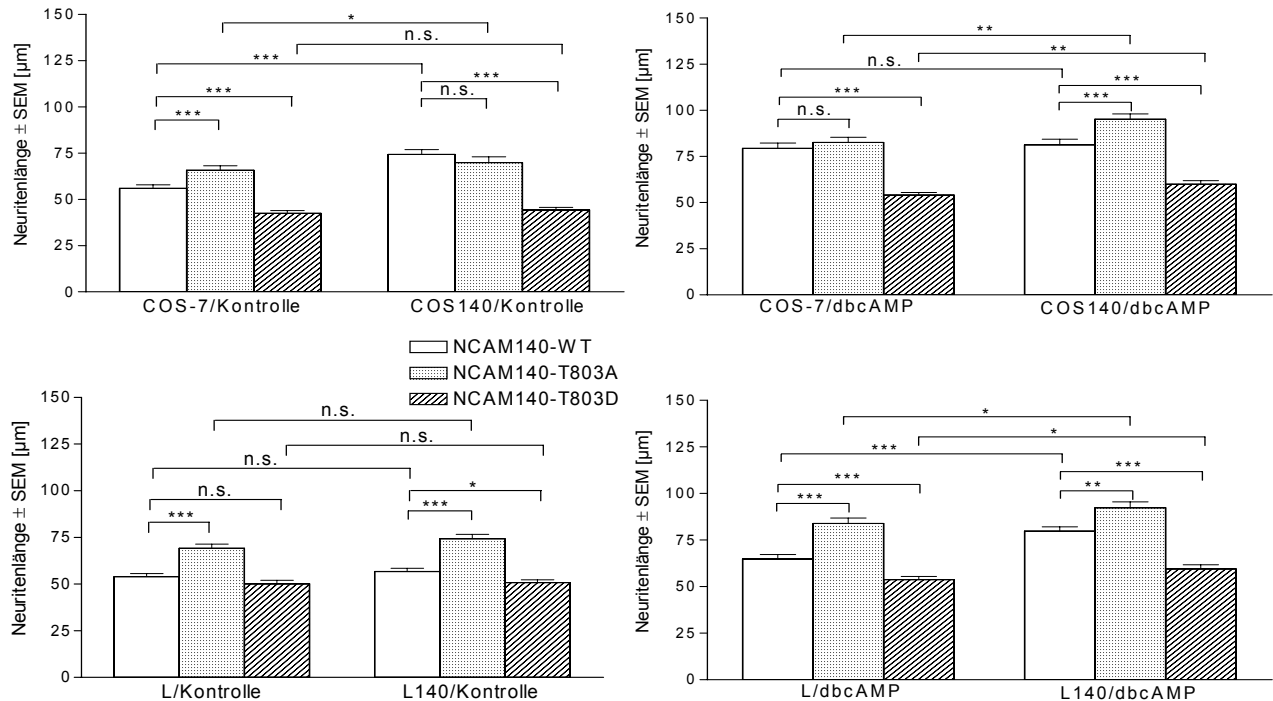 Neuritenlänge ± SEM [µm]
150
125
100
75
50
25
0
*
n.s.
***
***
***
n.s.
***
***
COS-7/Kontrolle
COS140/Kontrolle
Neuritenlänge ± SEM [µm]
150
125
100
75
50
25
0
**
**
n.s.
***
***
***
n.s.
COS-7/dbcAMP
COS140/dbcAMP
NCAM140-WT
NCAM140-T803A
NCAM140-T803D
Neuritenlänge ± SEM [µm]
150
125
100
75
50
25
0
n.s.
n.s.
n.s.
n.s.
*
***
***
L/Kontrolle
L140/Kontrolle
Neuritenlänge ± SEM [µm]
150
125
100
75
50
25
0
*
*
***
***
***
**
***
L/dbcAMP
L140/dbcAMP